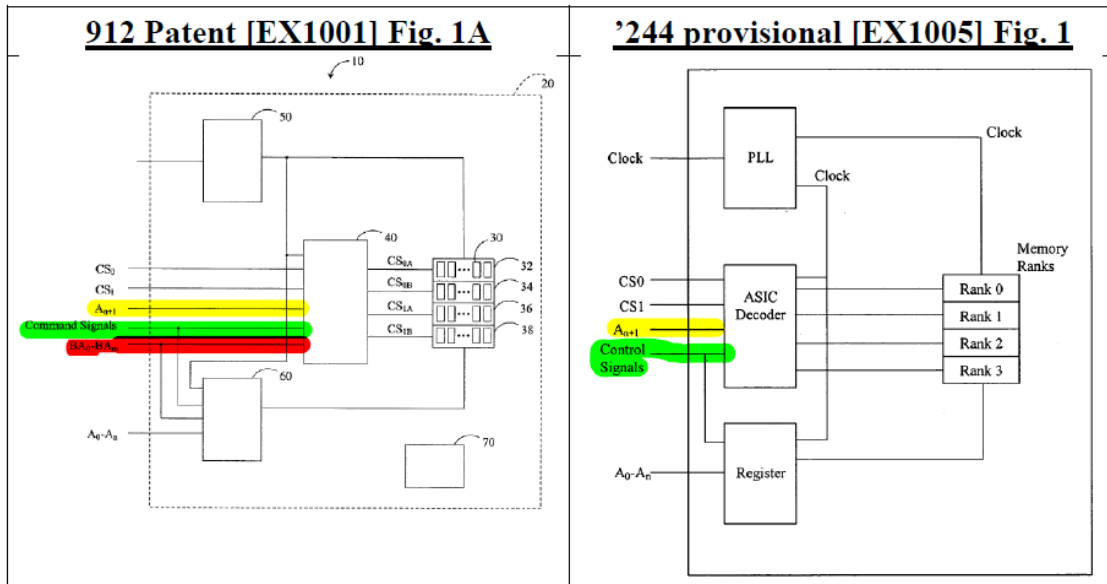 912 Patent [EX1001] Fig. 1A
10
20
50
40
30
CS₀
CS₁
Aₙ₊₁
Command Signals
BA₀-BAₘ
CS₀A
CS₀B
CS₁A
CS₁B
32
34
36
38
60
A₀-Aₙ
70
’244 provisional [EX1005] Fig. 1
Clock
PLL
Clock
Clock
Memory
Ranks
CS0
CS1
Aₙ₊₁
Control
Signals
ASIC
Decoder
Rank 0
Rank 1
Rank 2
Rank 3
A₀-Aₙ
Register